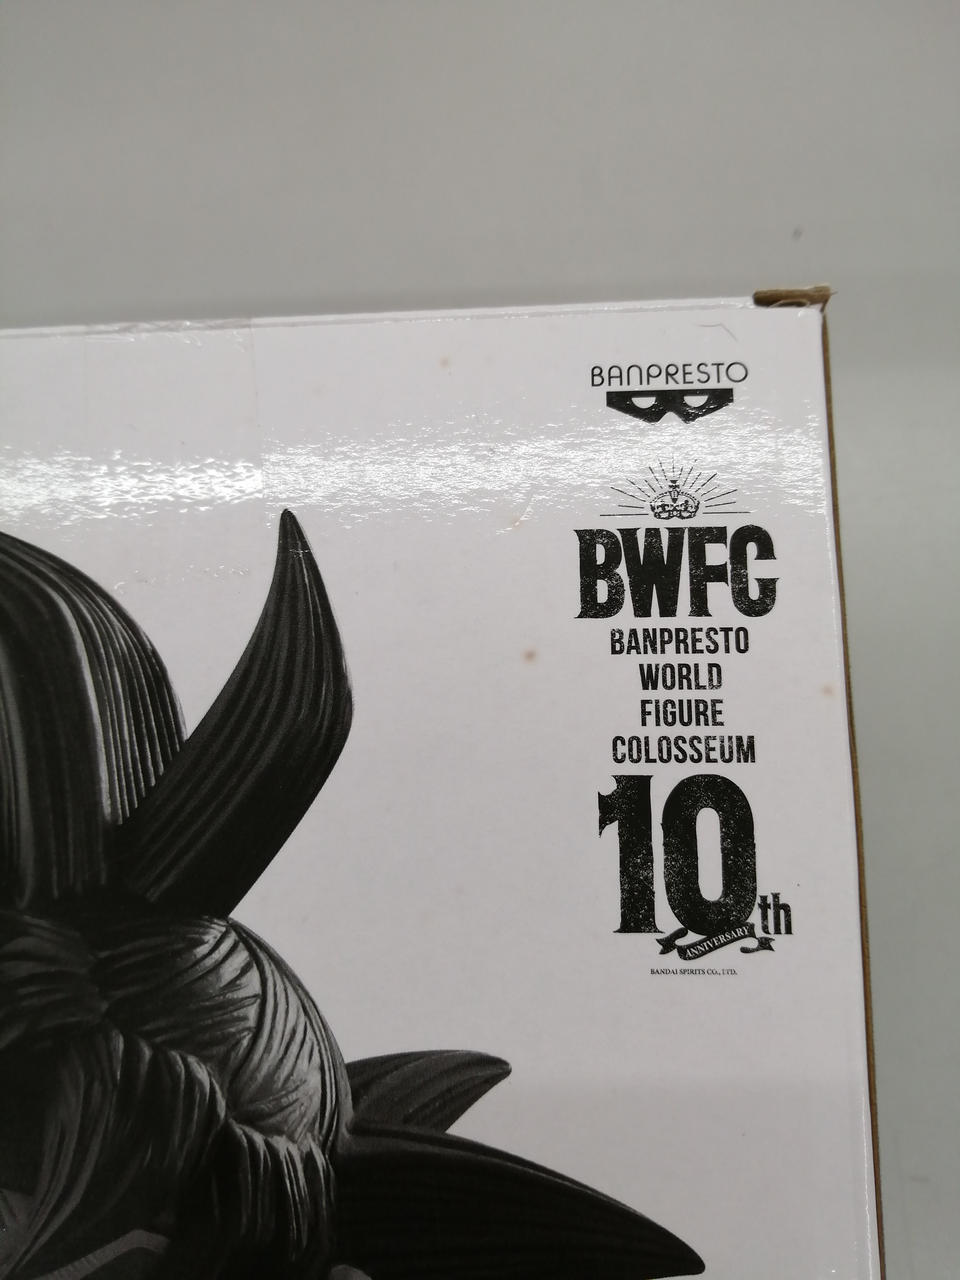 BANPRESTO
BWFC
BANPRESTO
WORLD
FIGURE
COLOSSEUM
10th
ANNIVERSARY
BANDAI SPIRITS CO., LTD.